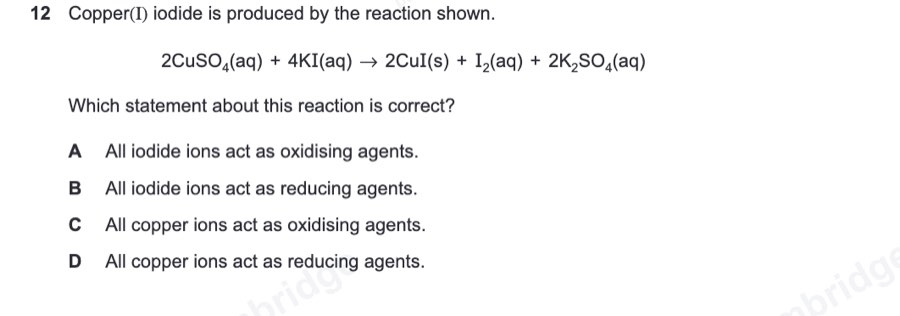 12 Copper(I) iodide is produced by the reaction shown.
2CuSO₄(aq) + 4KI(aq) → 2CuI(s) + I₂(aq) + 2K₂SO₄(aq)
Which statement about this reaction is correct?
A All iodide ions act as oxidising agents.
B All iodide ions act as reducing agents.
C All copper ions act as oxidising agents.
D All copper ions act as reducing agents.